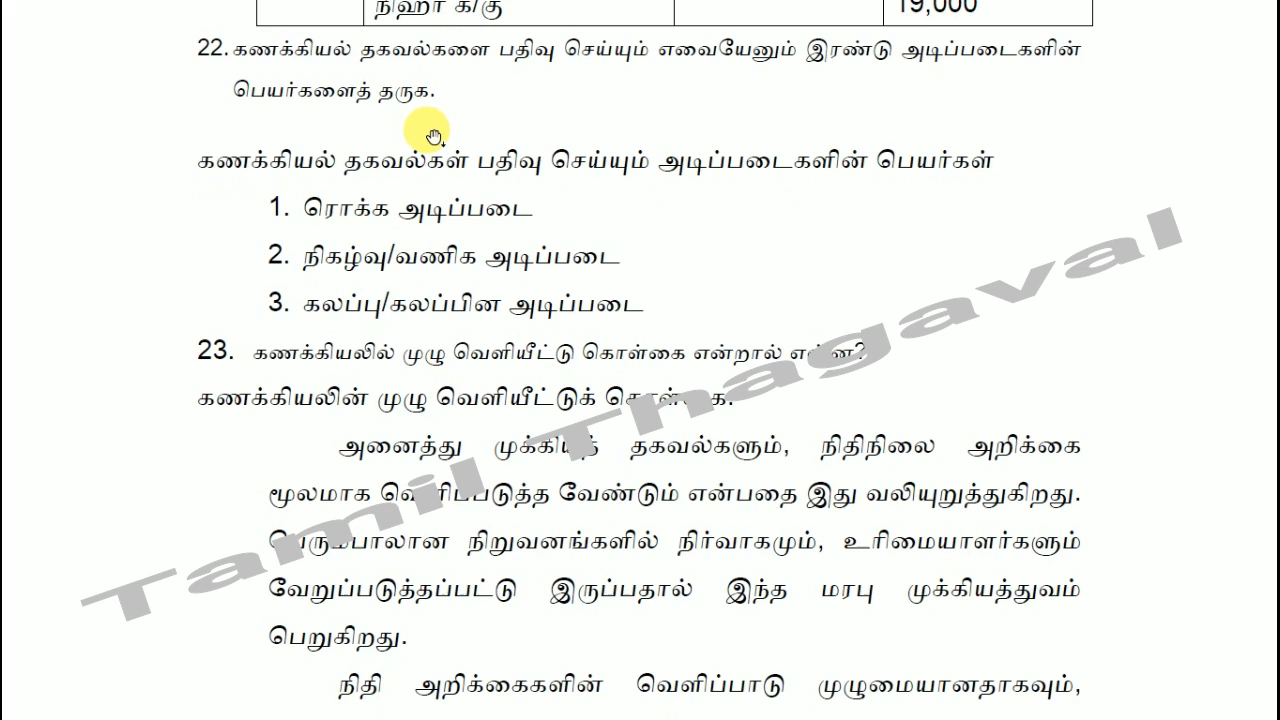 நிஹா க/கு
19,000
22. கணக்கியல் தகவல்களை பதிவு செய்யும் எவையேனும் இரண்டு அடிப்படைகளின்
பெயர்களைத் தருக.
கணக்கியல் தகவல்கள் பதிவு செய்யும் அடிப்படைகளின் பெயர்கள்
1. ரொக்க அடிப்படை
2. நிகழ்வு/வணிக அடிப்படை
3. கலப்பு/கலப்பின அடிப்படை
23. கணக்கியலில் முழு வெளியீட்டு கொள்கை என்றால் என்ன?
கணக்கியலின் முழு வெளியீட்டுக் கொள்கை.
அனைத்து முக்கியத் தகவல்களும், நிதிநிலை அறிக்கை
மூலமாக வெளிப்படுத்த வேண்டும் என்பதை இது வலியுறுத்துகிறது.
பெரும்பாலான நிறுவனங்களில் நிர்வாகமும், உரிமையாளர்களும்
வேறுப்படுத்தப்பட்டு இருப்பதால் இந்த மரபு முக்கியத்துவம்
பெறுகிறது.
நிதி அறிக்கைகளின் வெளிப்பாடு முழுமையானதாகவும்,
Tamil Thagaval